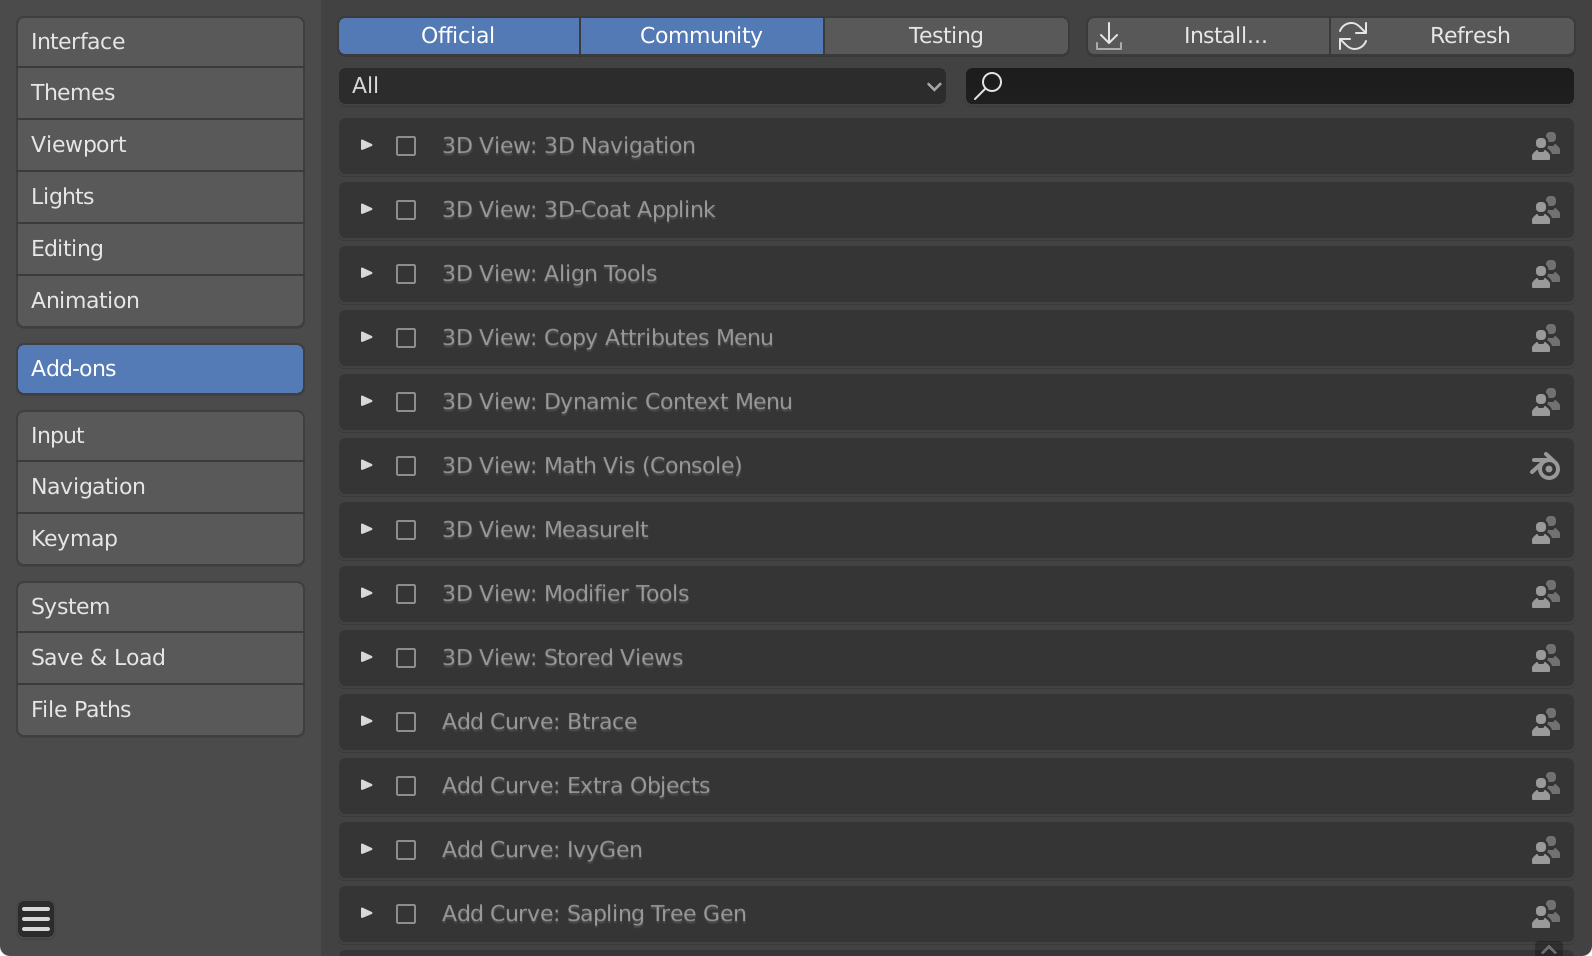 Interface
Themes
Viewport
Lights
Editing
Animation
Add-ons
Input
Navigation
Keymap
System
Save & Load
File Paths
Official Community Testing Install... Refresh
All
3D View: 3D Navigation
3D View: 3D-Coat Applink
3D View: Align Tools
3D View: Copy Attributes Menu
3D View: Dynamic Context Menu
3D View: Math Vis (Console)
3D View: MeasureIt
3D View: Modifier Tools
3D View: Stored Views
Add Curve: Btrace
Add Curve: Extra Objects
Add Curve: IvyGen
Add Curve: Sapling Tree Gen